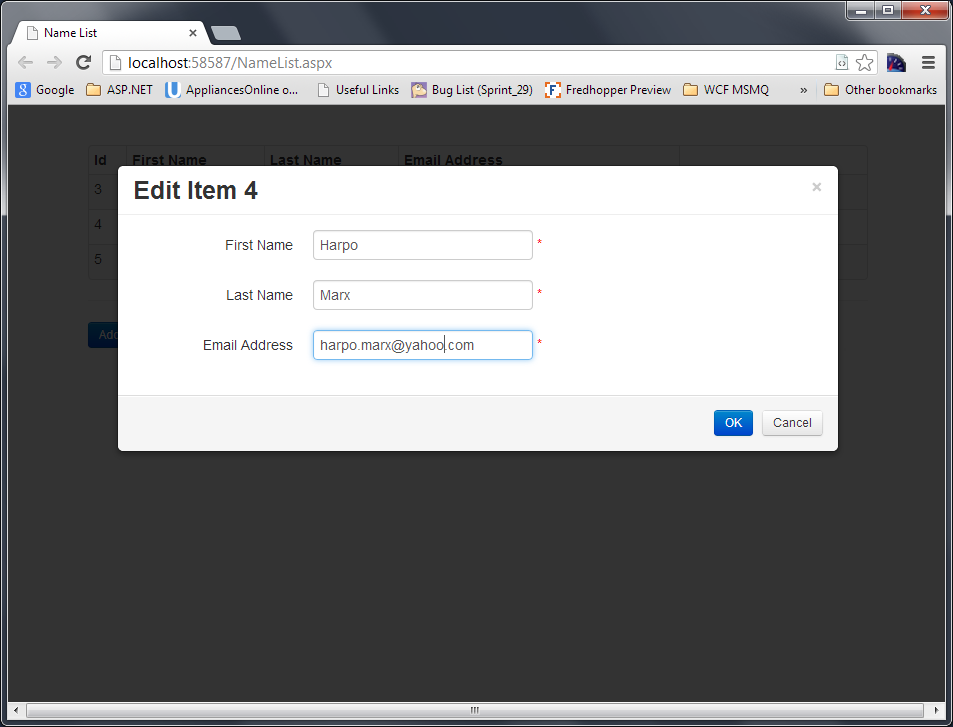 Name List
localhost:58587/NameList.aspx
Google ASP.NET AppliancesOnline o... Useful Links Bug List (Sprint_29) Fredhopper Preview WCF MSMQ » Other bookmarks
Id First Name Last Name Email Address
3
Edit Item 4 ×
First Name Harpo *
4
Last Name Marx *
5
Email Address harpo.marx@yahoo.com *
Add
OK Cancel